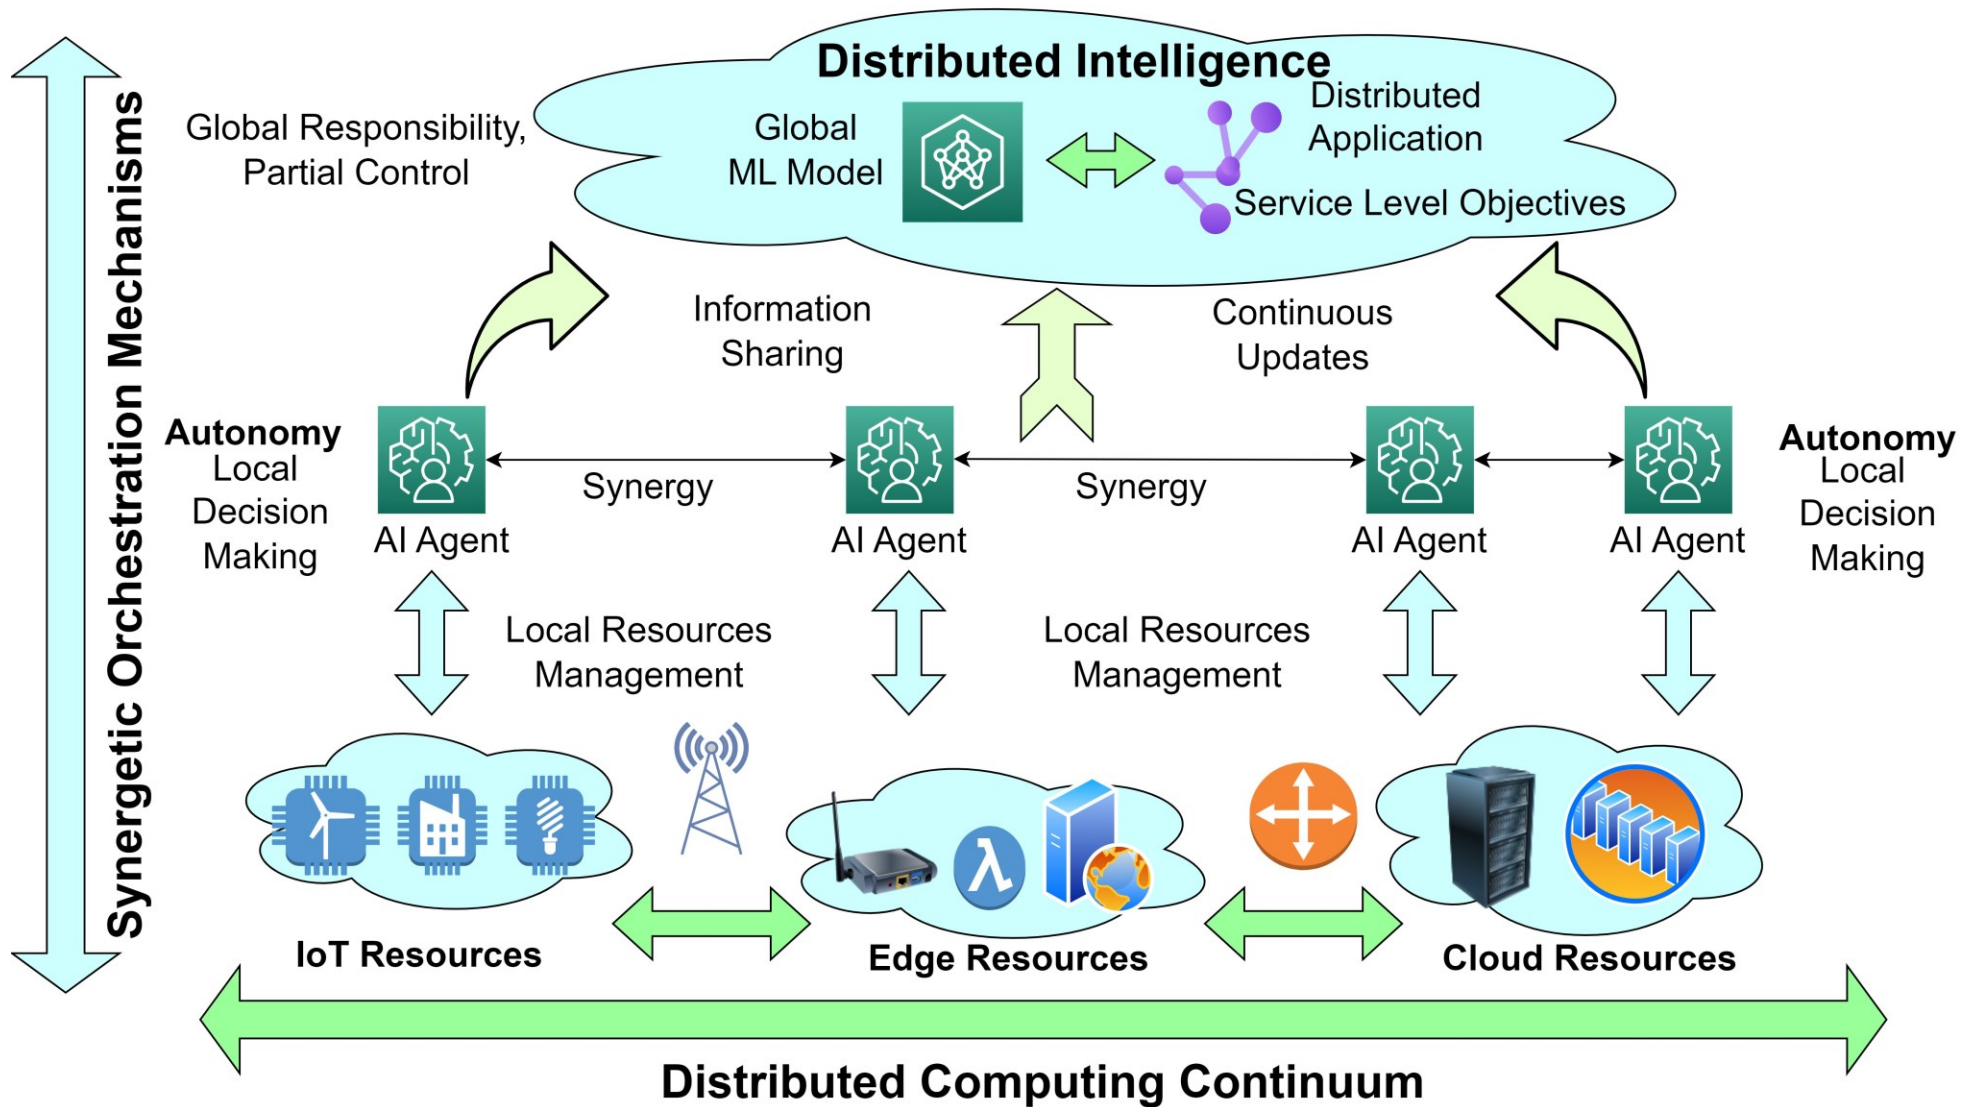 Distributed Intelligence
Global Responsibility,
Partial Control
Global
ML Model
Distributed
Application
Service Level Objectives
Synergetic Orchestration Mechanisms
Information
Sharing
Continuous
Updates
Autonomy
Local
Decision
Making
AI Agent
Synergy
AI Agent
Synergy
AI Agent
AI Agent
Autonomy
Local
Decision
Making
Local Resources
Management
Local Resources
Management
λ
IoT Resources
Edge Resources
Cloud Resources
Distributed Computing Continuum